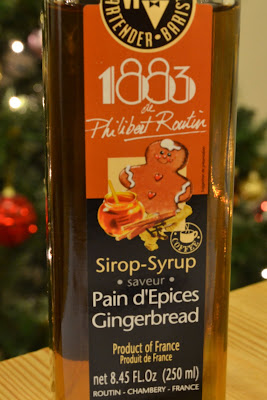 BARTENDER • BARISTA
1883
de
Philibert Routin
COFFEE
Sirop-Syrup
• saveur •
Pain d'Epices
Gingerbread
Product of France
Produit de France
net 8.45 FL.Oz (250 ml)
ROUTIN - CHAMBERY - FRANCE